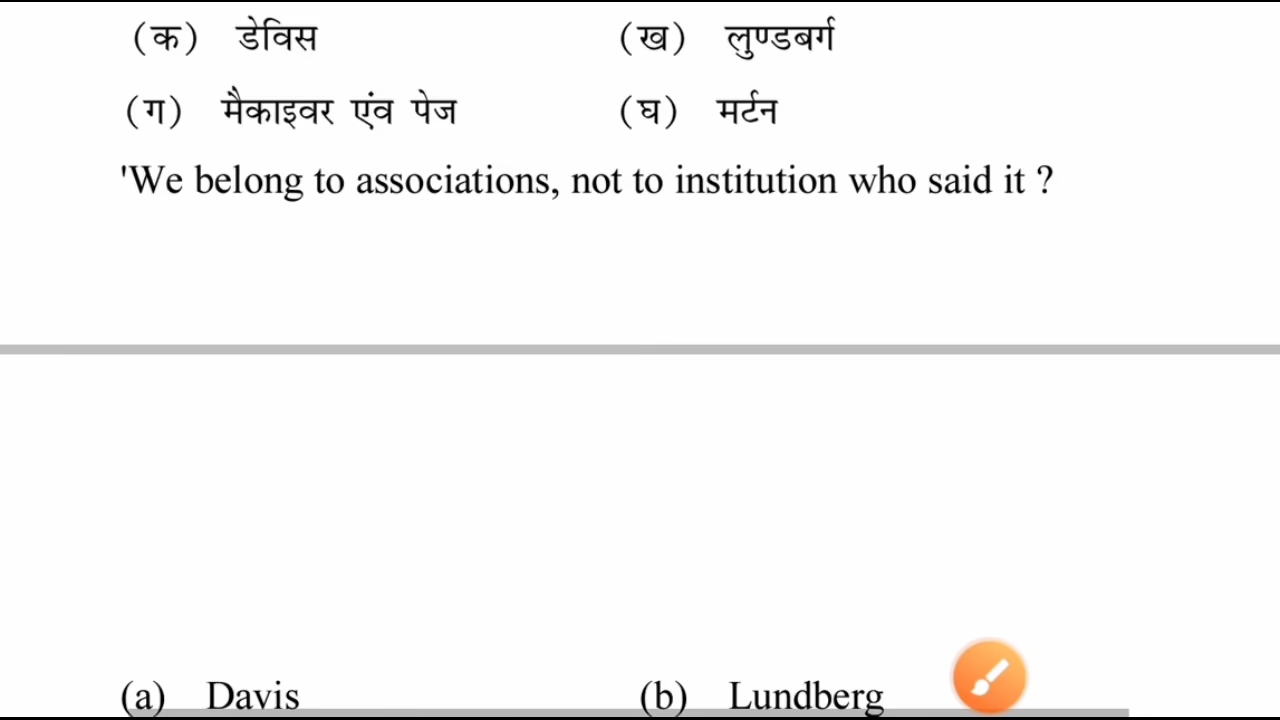 (क) डेविस (ख) लुण्डबर्ग
(ग) मैकाइवर एंव पेज (घ) मर्टन
'We belong to associations, not to institution who said it ?
(a) Davis (b) Lundberg